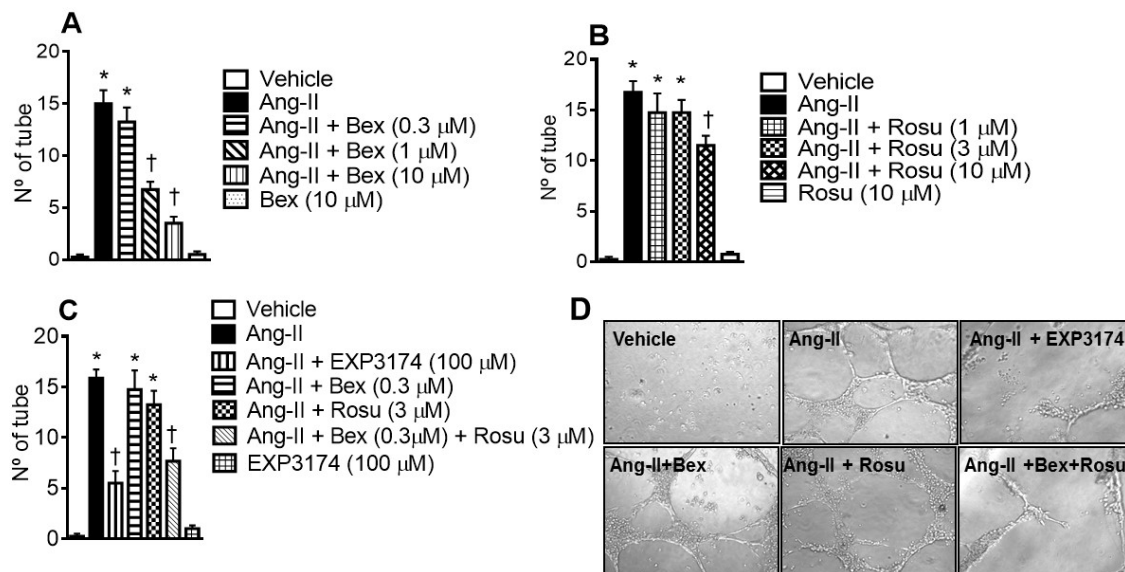 A
Nº of tube
20
15
10
5
0
* *
† †
Vehicle
Ang-II
Ang-II + Bex (0.3 μM)
Ang-II + Bex (1 μM)
Ang-II + Bex (10 μM)
Bex (10 μM)
B
Nº of tube
20
15
10
5
0
* * *
†
Vehicle
Ang-II
Ang-II + Rosu (1 μM)
Ang-II + Rosu (3 μM)
Ang-II + Rosu (10 μM)
Rosu (10 μM)
C
Nº of tube
20
15
10
5
0
* * *
† †
Vehicle
Ang-II
Ang-II + EXP3174 (100 μM)
Ang-II + Bex (0.3 μM)
Ang-II + Rosu (3 μM)
Ang-II + Bex (0.3μM) + Rosu (3 μM)
EXP3174 (100 μM)
D
Vehicle
Ang-II
Ang-II + EXP3174
Ang-II+Bex
Ang-II + Rosu
Ang-II +Bex+Rosu